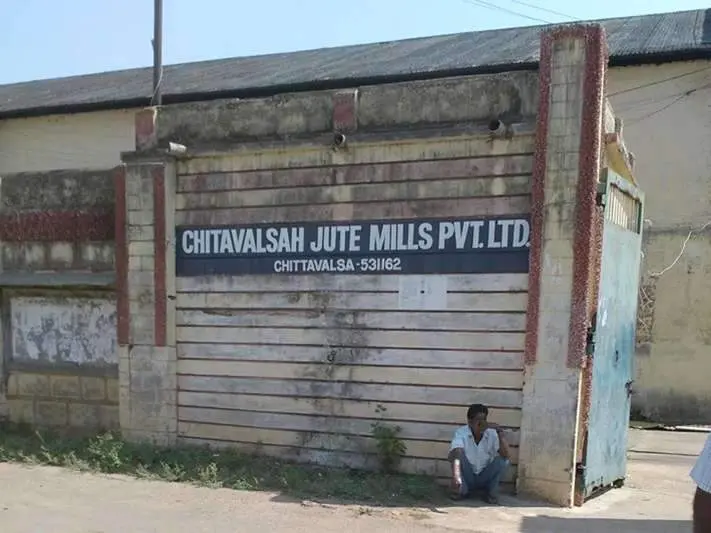 CHITAVALSAH JUTE MILLS PVT.LTD.
CHITTAVALSA-531162